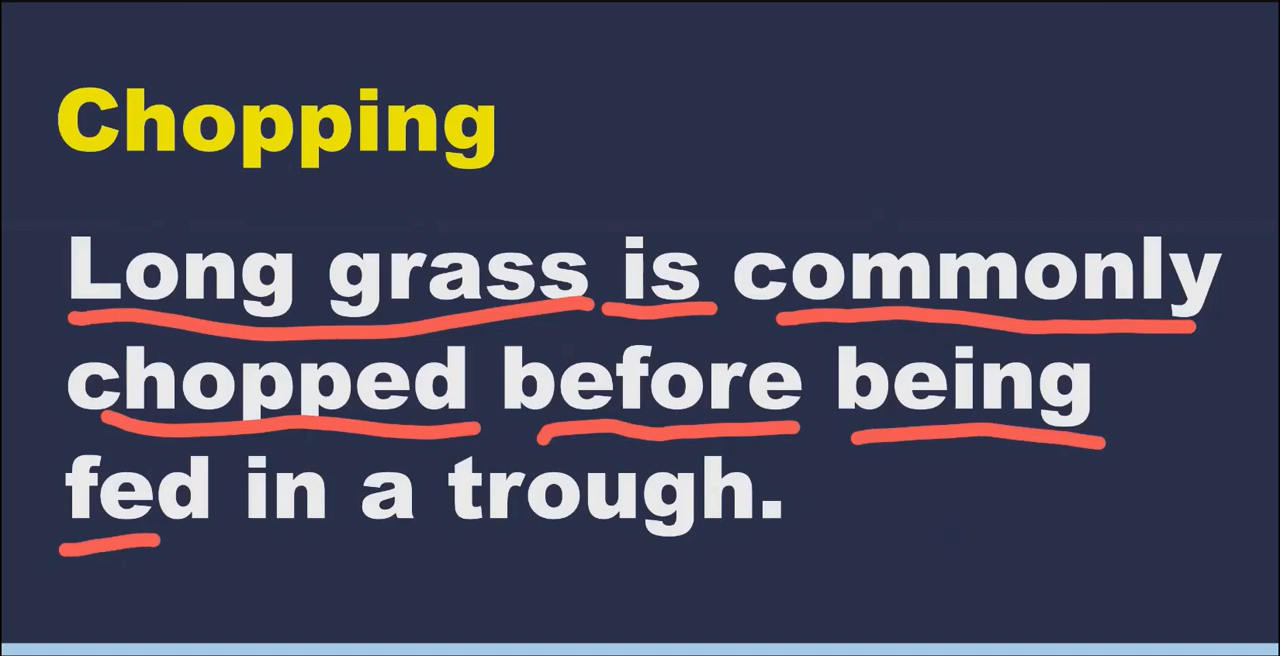 Chopping
Long grass is commonly
chopped before being
fed in a trough.